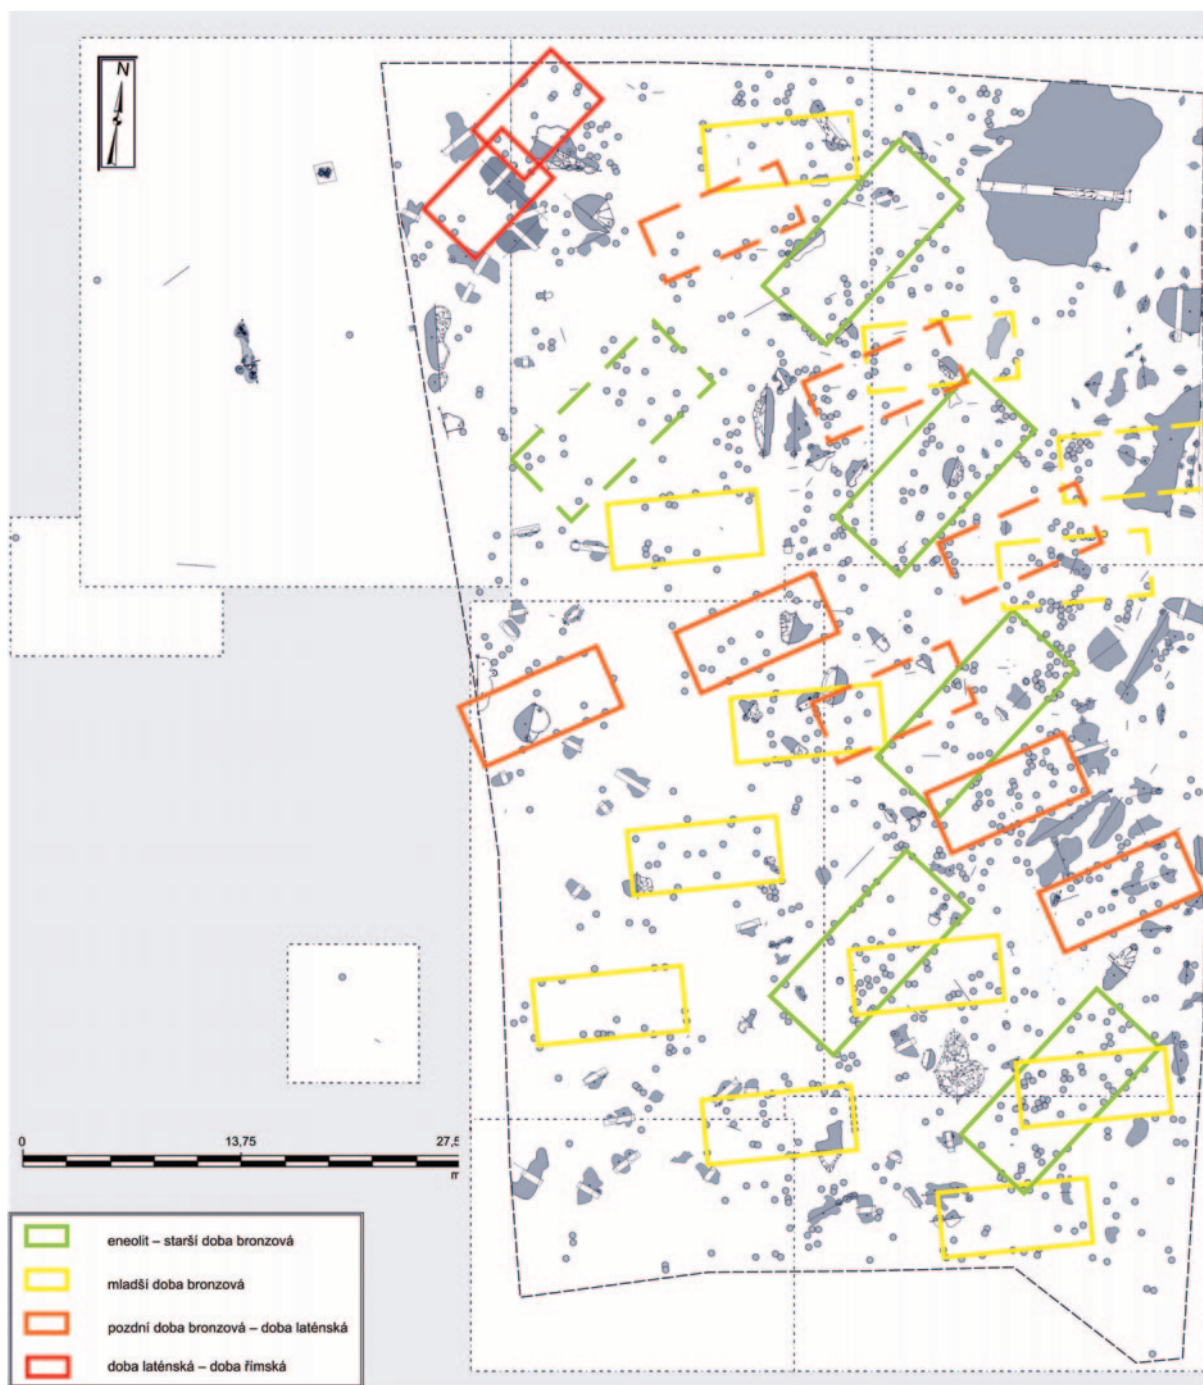 N
0 13,75 27,5
m
eneolit – starší doba bronzová
mladší doba bronzová
pozdní doba bronzová – doba laténská
doba laténská – doba římská